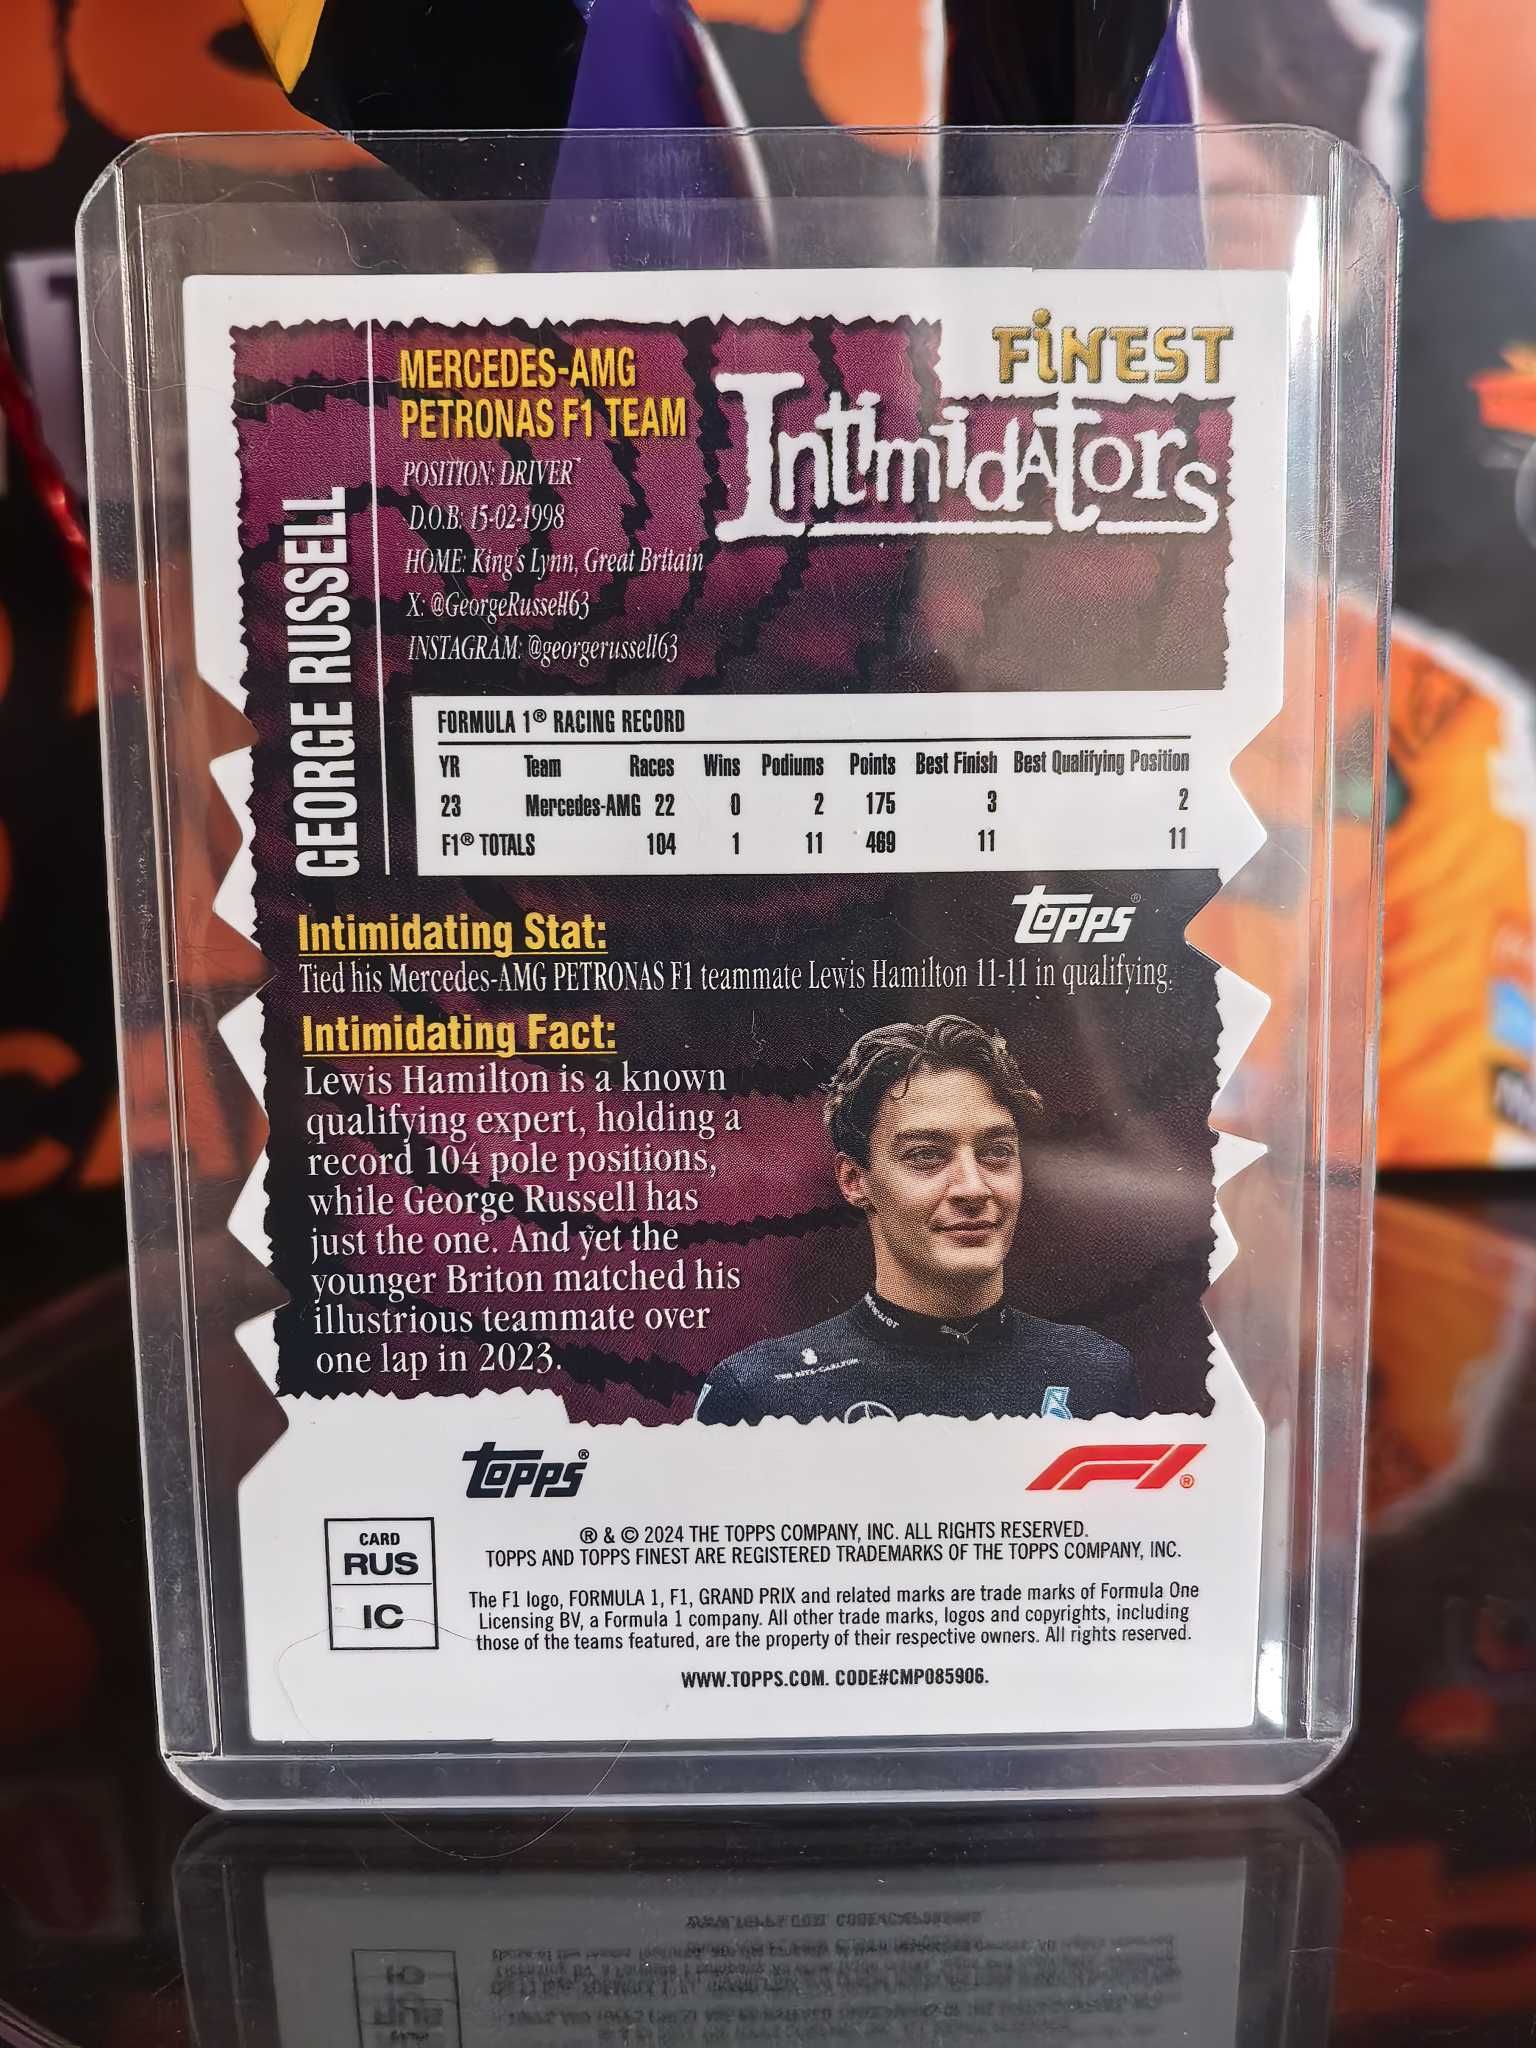 FINEST
Intimidators
MERCEDES-AMG
PETRONAS F1 TEAM
POSITION: DRIVER
D.O.B: 15-02-1998
HOME: King's Lynn, Great Britain
X: @GeorgeRussell63
INSTAGRAM: @georgerussell63
GEORGE RUSSELL
FORMULA 1® RACING RECORD
YR Team Races Wins Podiums Points Best Finish Best Qualifying Position
23 Mercedes-AMG 22 0 2 175 3 2
F1® TOTALS 104 1 11 469 11 11
Topps®
Intimidating Stat:
Tied his Mercedes-AMG PETRONAS F1 teammate Lewis Hamilton 11-11 in qualifying.
Intimidating Fact:
Lewis Hamilton is a known
qualifying expert, holding a
record 104 pole positions,
while George Russell has
just the one. And yet the
younger Briton matched his
illustrious teammate over
one lap in 2023.
THE RITZ-CARLTON
Topps®
F1®
CARD
RUS
IC
® & © 2024 THE TOPPS COMPANY, INC. ALL RIGHTS RESERVED.
TOPPS AND TOPPS FINEST ARE REGISTERED TRADEMARKS OF THE TOPPS COMPANY, INC.
The F1 logo, FORMULA 1, F1, GRAND PRIX and related marks are trade marks of Formula One
Licensing BV, a Formula 1 company. All other trade marks, logos and copyrights, including
those of the teams featured, are the property of their respective owners. All rights reserved.
WWW.TOPPS.COM. CODE#CMP085906.